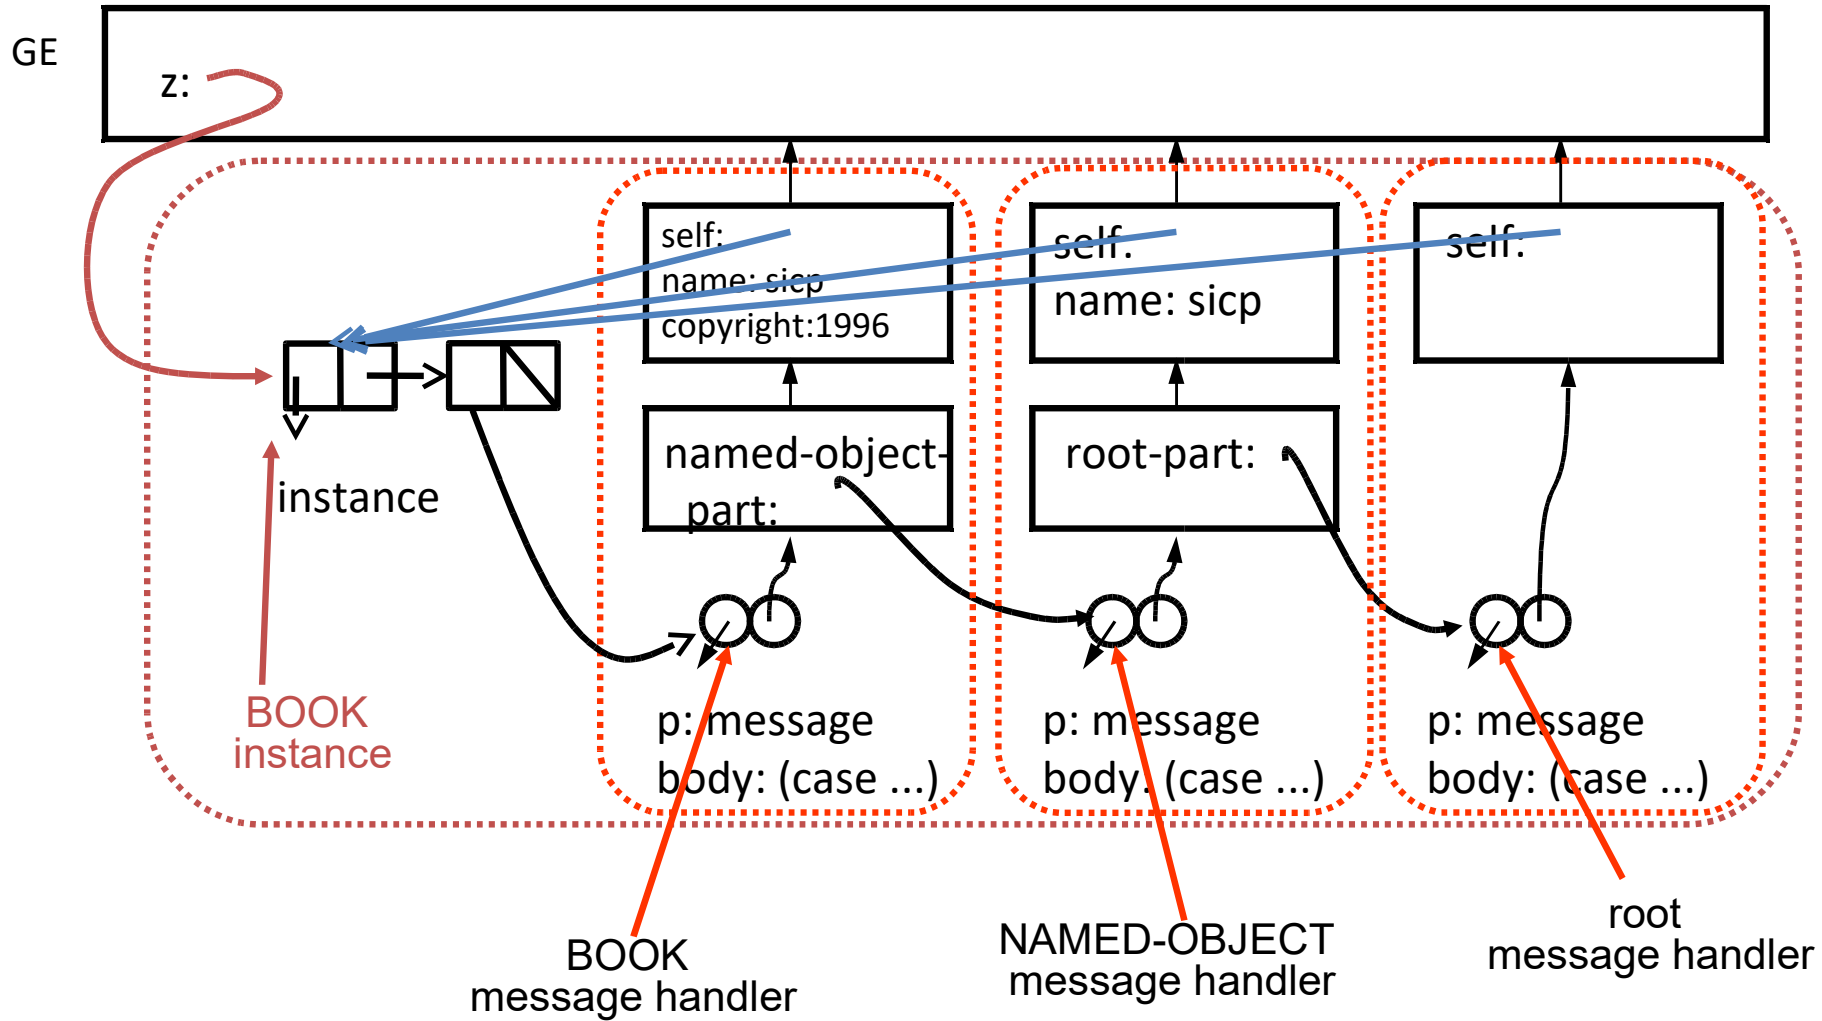 GE
z:
self:
name: sicp
copyright:1996
self:
name: sicp
self:
instance
named-object-
part:
root-part:
BOOK
instance
p: message
body: (case ...)
p: message
body: (case ...)
p: message
body: (case ...)
BOOK
message handler
NAMED-OBJECT
message handler
root
message handler